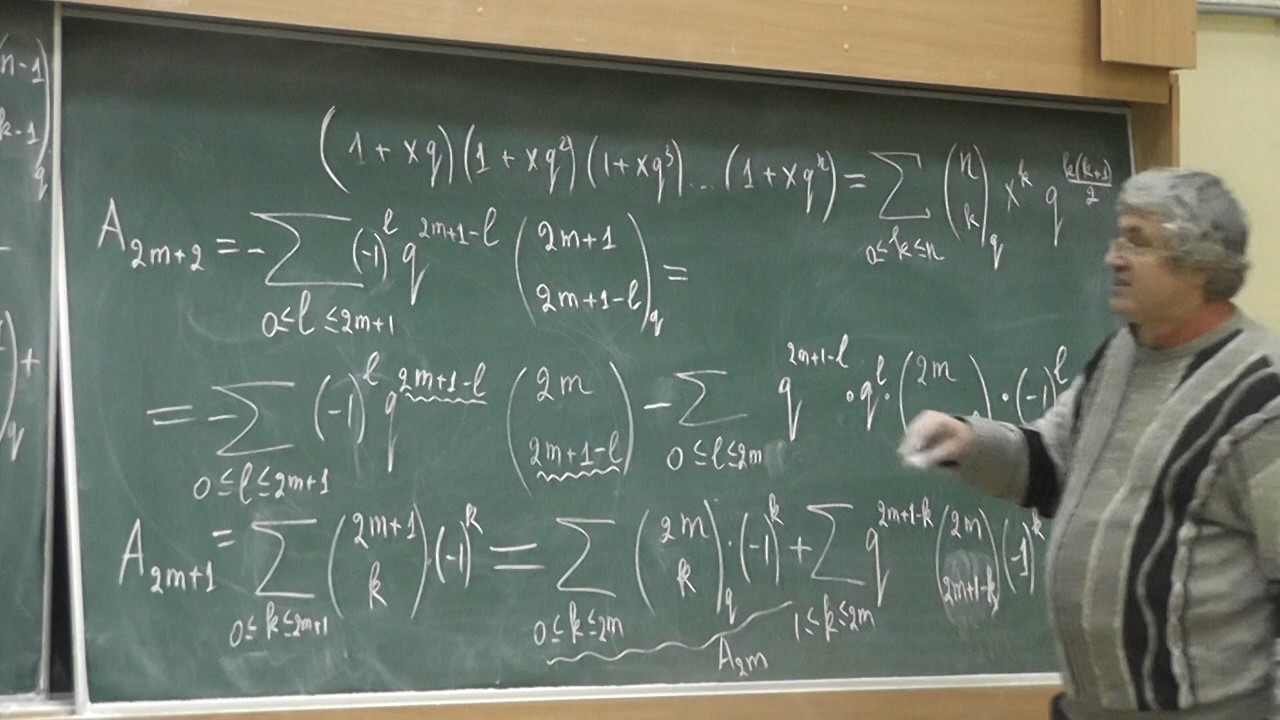 n-1
k-1
q
(1 + xq)(1 + xq²)(1 + xq³)...(1 + xqⁿ) = ∑_{0≤k≤n} (n k)_q x^k q^{k(k+1)/2}
A_{2m+2} = -∑_{0≤l≤2m+1} (-1)^l q^{2m+1-l} (2m+1 2m+1-l)_q =
) +
q
= -∑_{0≤l≤2m+1} (-1)^l q^{2m+1-l} (2m 2m+1-l) - ∑_{0≤l≤2m} q^{2m+1-l} · q^l · (2m ) · (-1)^l
A_{2m+1} = ∑_{0≤k≤2m+1} (2m+1 k) · (-1)^k = ∑_{0≤k≤2m} (2m k)_q · (-1)^k + ∑_{1≤k≤2m} q^{2m+1-k} (2m 2m+1-k) (-1)^k
A_{2m}